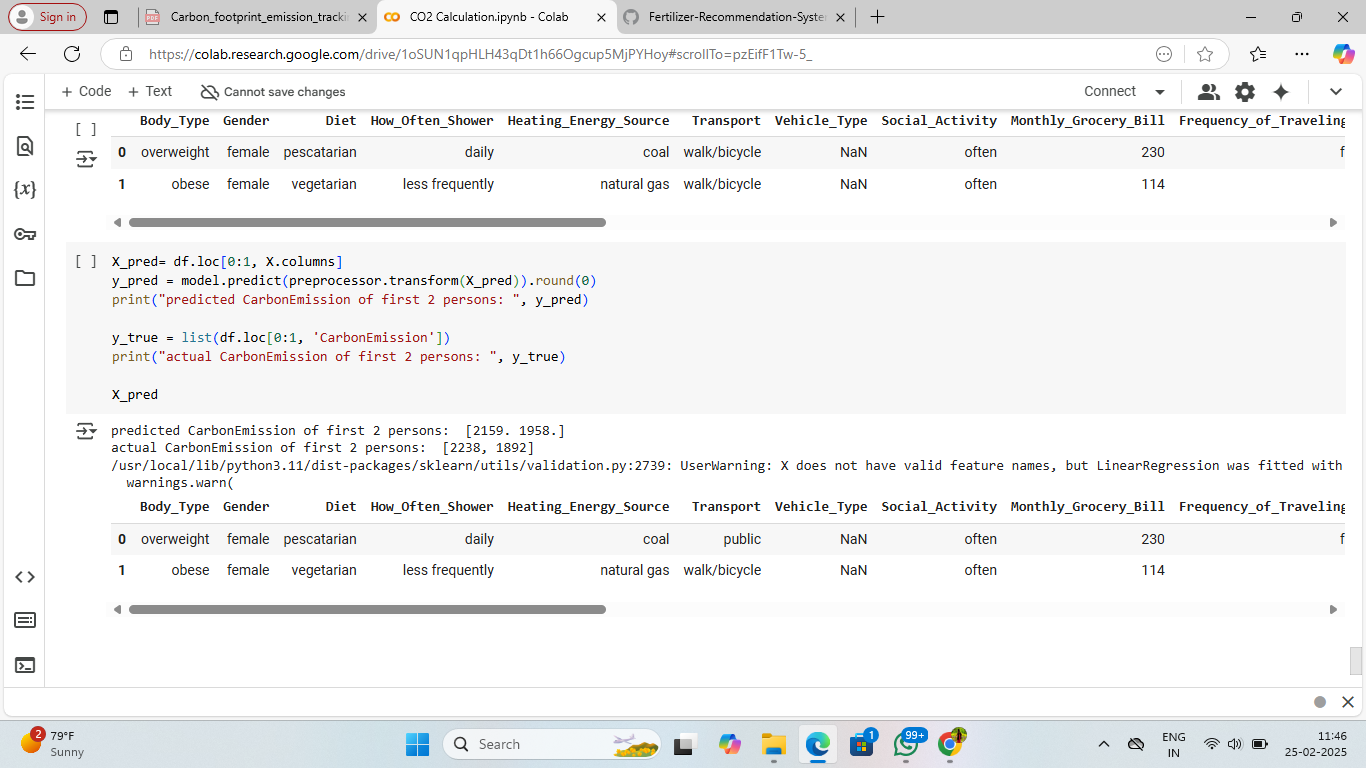 Sign in
Carbon_footprint_emission_tracki
CO2 Calculation.ipynb - Colab
Fertilizer-Recommendation-Syste
https://colab.research.google.com/drive/1oSUN1qpHLH43qDt1h66Ogcup5MjPYHoy#scrollTo=pzEifF1Tw-5_
+ Code + Text Cannot save changes
Connect
[ ]
Body_Type Gender Diet How_Often_Shower Heating_Energy_Source Transport Vehicle_Type Social_Activity Monthly_Grocery_Bill Frequency_of_Traveling
0 overweight female pescatarian daily coal walk/bicycle NaN often 230 f
1 obese female vegetarian less frequently natural gas walk/bicycle NaN often 114
{x}
[ ] X_pred= df.loc[0:1, X.columns]
y_pred = model.predict(preprocessor.transform(X_pred)).round(0)
print("predicted CarbonEmission of first 2 persons: ", y_pred)
y_true = list(df.loc[0:1, 'CarbonEmission'])
print("actual CarbonEmission of first 2 persons: ", y_true)
X_pred
predicted CarbonEmission of first 2 persons:  [2159. 1958.]
actual CarbonEmission of first 2 persons:  [2238, 1892]
/usr/local/lib/python3.11/dist-packages/sklearn/utils/validation.py:2739: UserWarning: X does not have valid feature names, but LinearRegression was fitted with
warnings.warn(
Body_Type Gender Diet How_Often_Shower Heating_Energy_Source Transport Vehicle_Type Social_Activity Monthly_Grocery_Bill Frequency_of_Traveling
0 overweight female pescatarian daily coal public NaN often 230 f
1 obese female vegetarian less frequently natural gas walk/bicycle NaN often 114
2
79°F
Sunny
Search
1
99+
ENG
IN
11:46
25-02-2025